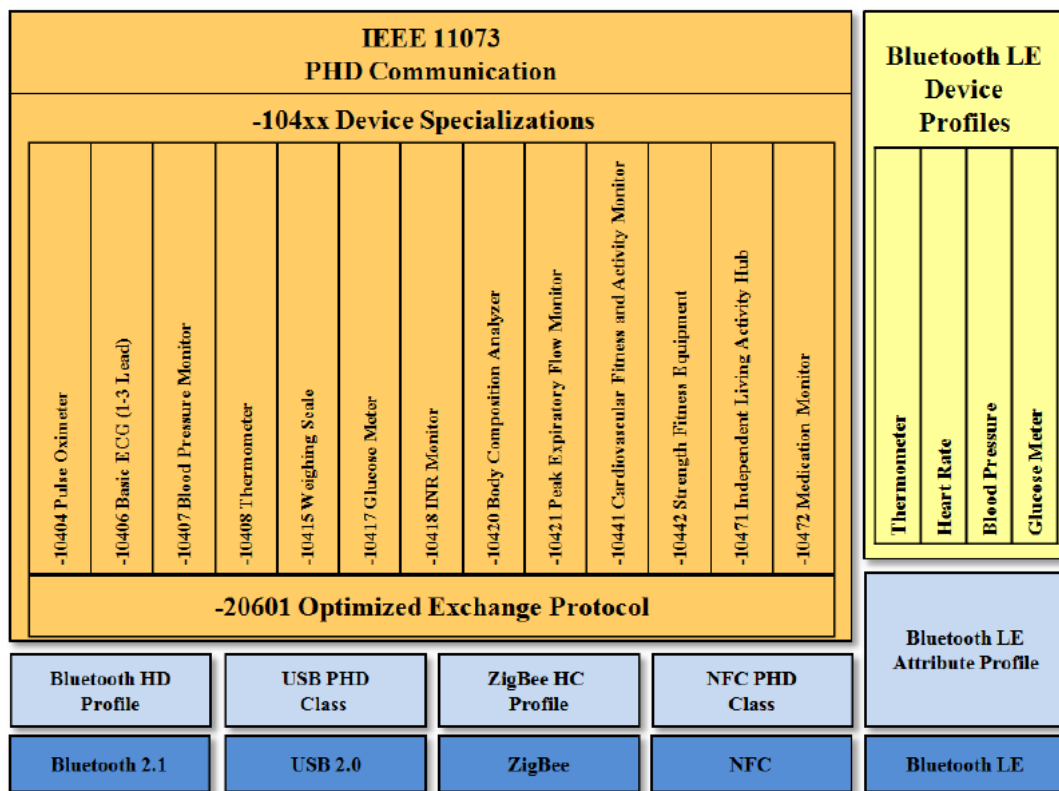 IEEE 11073
PHD Communication
-104xx Device Specializations
-10404 Pulse Oximeter
-10406 Basic ECG (1-3 Lead)
-10407 Blood Pressure Monitor
-10408 Thermometer
-10415 Weighing Scale
-10417 Glucose Meter
-10418 INR Monitor
-10420 Body Composition Analyzer
-10421 Peak Expiratory Flow Monitor
-10441 Cardiovascular Fitness and Activity Monitor
-10442 Strength Fitness Equipment
-10471 Independent Living Activity Hub
-10472 Medication Monitor
-20601 Optimized Exchange Protocol
Bluetooth LE
Device
Profiles
Thermometer
Heart Rate
Blood Pressure
Glucose Meter
Bluetooth HD
Profile
USB PHD
Class
ZigBee HC
Profile
NFC PHD
Class
Bluetooth LE
Attribute Profile
Bluetooth 2.1
USB 2.0
ZigBee
NFC
Bluetooth LE